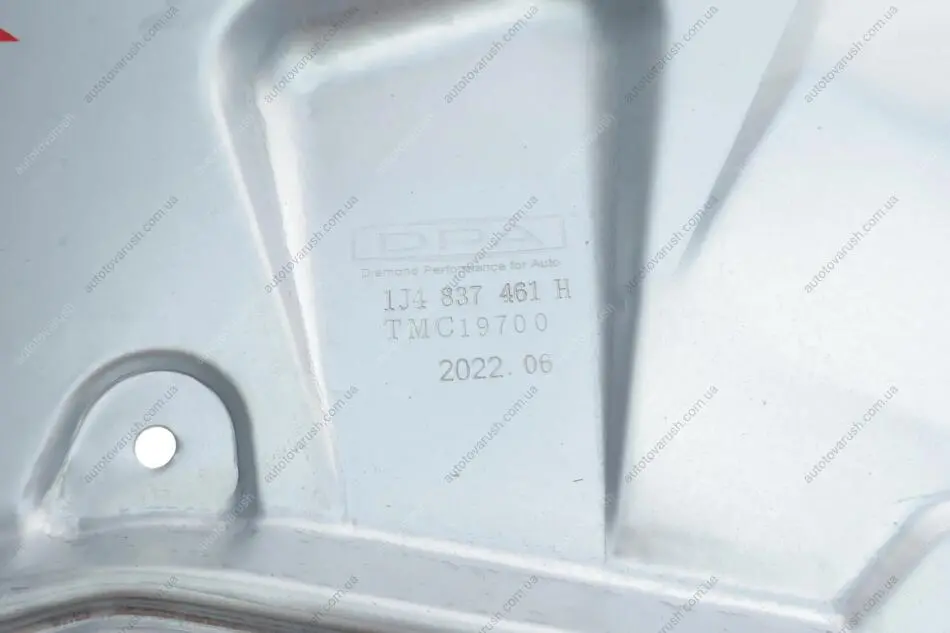 DPA
Diamond Performance for Auto
1J4 837 461 H
TMC19700
2022.06
autotovarush.com.ua